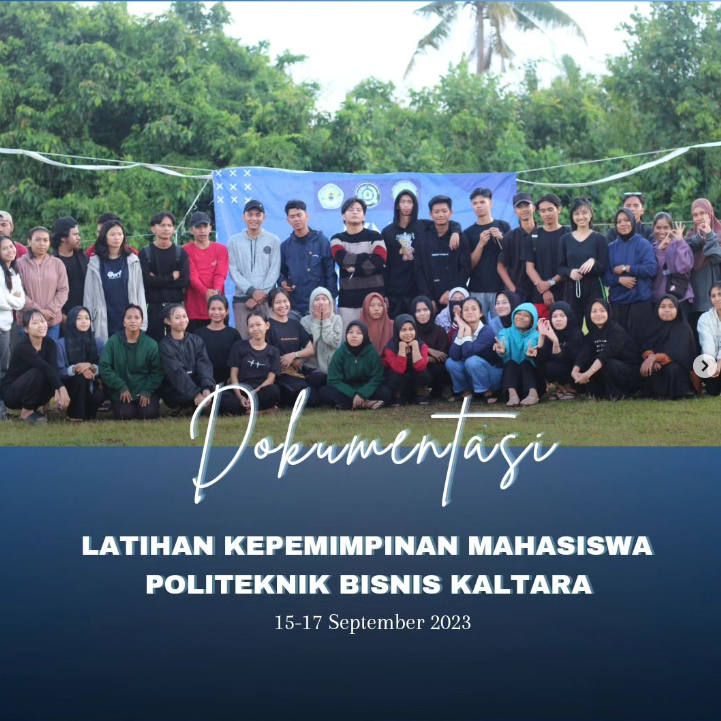 Dokumentasi
LATIHAN KEPEMIMPINAN MAHASISWA
POLITEKNIK BISNIS KALTARA
15-17 September 2023